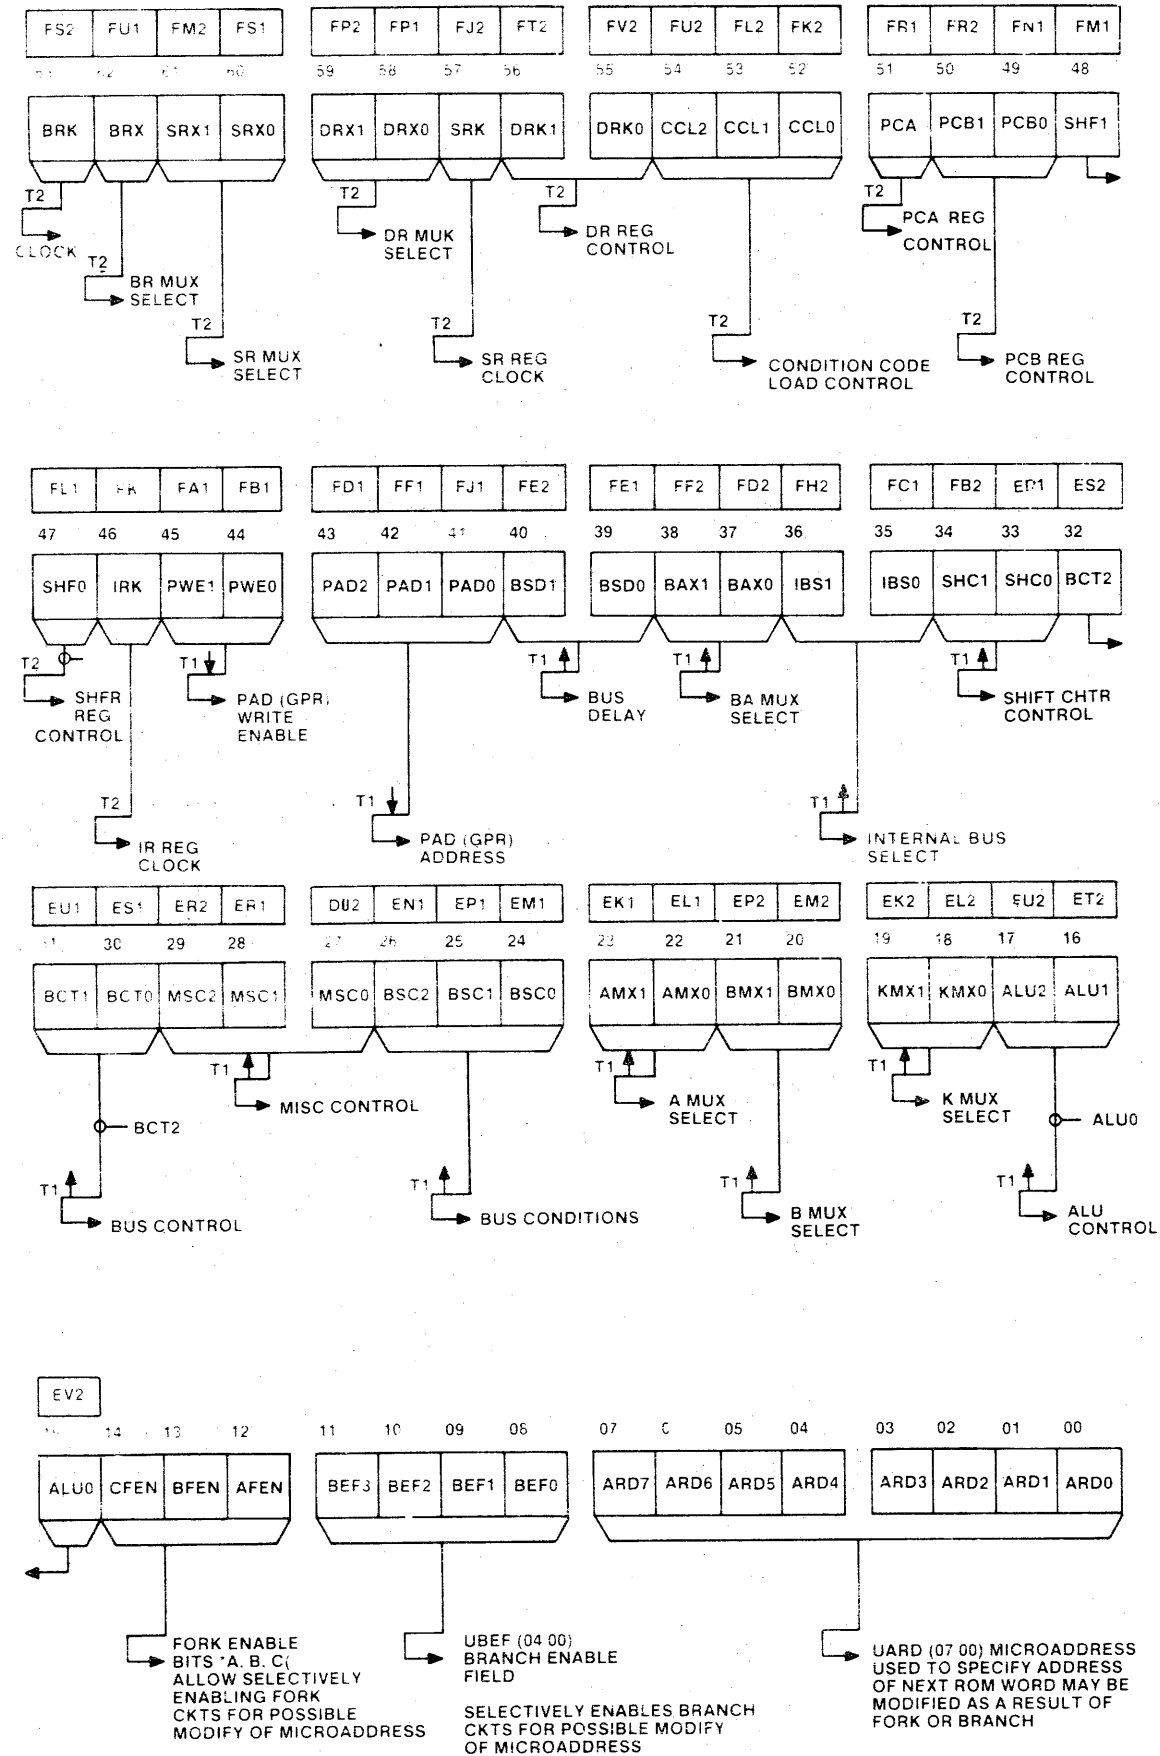 FS2 FU1 FM2 FS1 FP2 FP1 FJ2 FT2 FV2 FU2 FL2 FK2 FR1 FR2 FN1 FM1
60 59 58 57 56 55 54 53 52 51 50 49 48
BRK BRX SRX1 SRX0 DRX1 DRX0 SRK DRK1 DRK0 CCL2 CCL1 CCL0 PCA PCB1 PCB0 SHF1
T2
CLOCK
T2
BR MUX
SELECT
T2
SR MUX
SELECT
T2
DR MUK
SELECT
T2
SR REG
CLOCK
T2
DR REG
CONTROL
T2
CONDITION CODE
LOAD CONTROL
T2
PCA REG
CONTROL
T2
PCB REG
CONTROL
FL1 FA1 FB1 FD1 FF1 FJ1 FE2 FE1 FF2 FD2 FH2 FC1 FB2 ES2
47 46 45 44 43 42 41 40 39 38 37 36 35 34 33 32
SHF0 IRK PWE1 PWE0 PAD2 PAD1 PAD0 BSD1 BSD0 BAX1 BAX0 IBS1 IBS0 SHC1 SHC0 BCT2
T2
SHFR
REG
CONTROL
T2
IR REG
CLOCK
T1
PAD (GPR)
WRITE
ENABLE
T1
PAD (GPR)
ADDRESS
T1
BUS
DELAY
T1
BA MUX
SELECT
T1
INTERNAL BUS
SELECT
T1
SHIFT CHTR
CONTROL
EU1 ES1 ER2 ER1 DU2 EN1 EP1 EM1 EK1 EL1 EP2 EM2 EK2 EL2 EU2 ET2
30 29 28 26 25 24 23 22 21 20 19 18 17 16
BCT1 BCT0 MSC2 MSC1 MSC0 BSC2 BSC1 BSC0 AMX1 AMX0 BMX1 BMX0 KMX1 KMX0 ALU2 ALU1
BCT2
T1
BUS CONTROL
T1
MISC CONTROL
T1
BUS CONDITIONS
T1
A MUX
SELECT
T1
B MUX
SELECT
T1
K MUX
SELECT
ALU0
T1
ALU
CONTROL
EV2
14 13 12 11 10 09 08 07 05 04 03 02 01 00
ALU0 CFEN BFEN AFEN BEF3 BEF2 BEF1 BEF0 ARD7 ARD6 ARD5 ARD4 ARD3 ARD2 ARD1 ARD0
FORK ENABLE
BITS *A. B. C(
ALLOW SELECTIVELY
ENABLING FORK
CKTS FOR POSSIBLE
MODIFY OF MICROADDRESS
UBEF (04 00)
BRANCH ENABLE
FIELD
SELECTIVELY ENABLES BRANCH
CKTS FOR POSSIBLE MODIFY
OF MICROADDRESS
UARD (07 00) MICROADDRESS
USED TO SPECIFY ADDRESS
OF NEXT ROM WORD MAY BE
MODIFIED AS A RESULT OF
FORK OR BRANCH